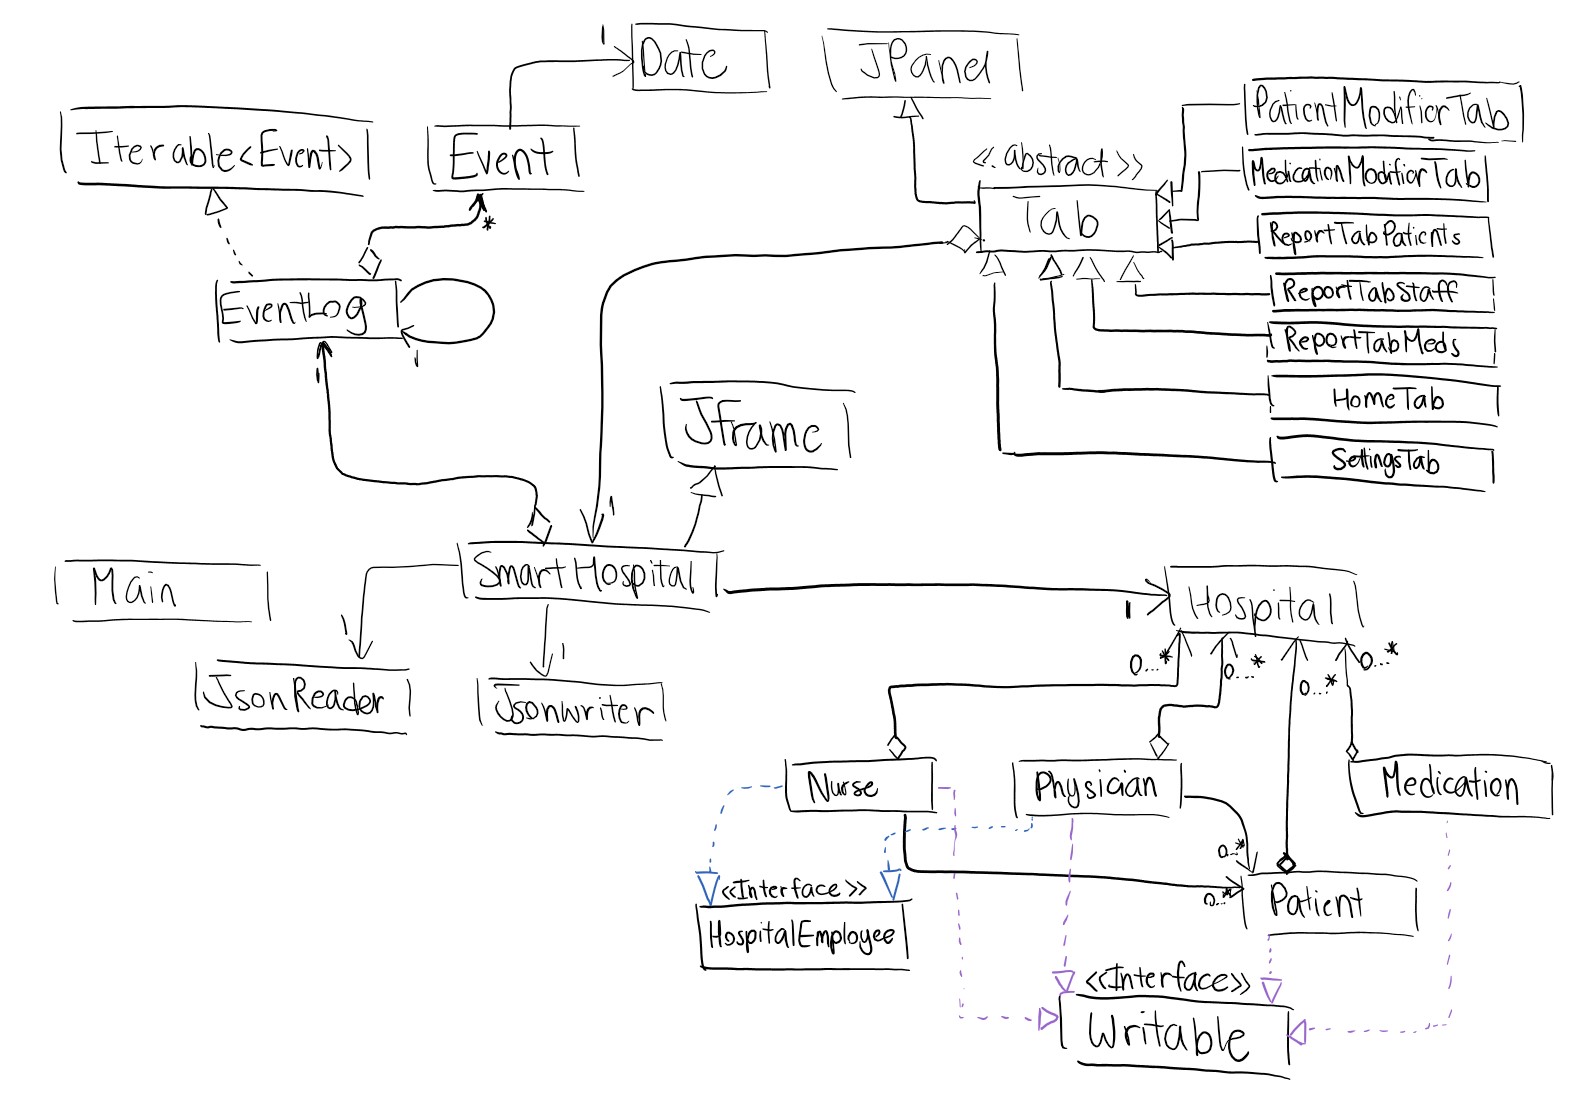 1
Date
JPanel
PatientModifierTab
Iterable<Event>
Event
<<abstract>>
MedicationModifierTab
*
Tab
ReportTabPatients
EventLog
ReportTabStaff
1
ReportTabMeds
1
JFrame
HomeTab
SettingsTab
1
SmartHospital
Main
1
Hospital
1
1
0...*
0...*
0...*
0...*
JsonReader
Jsonwriter
Nurse
Physician
Medication
0...*
<<Interface>>
0...*
Patient
HospitalEmployee
<<Interface>>
Writable